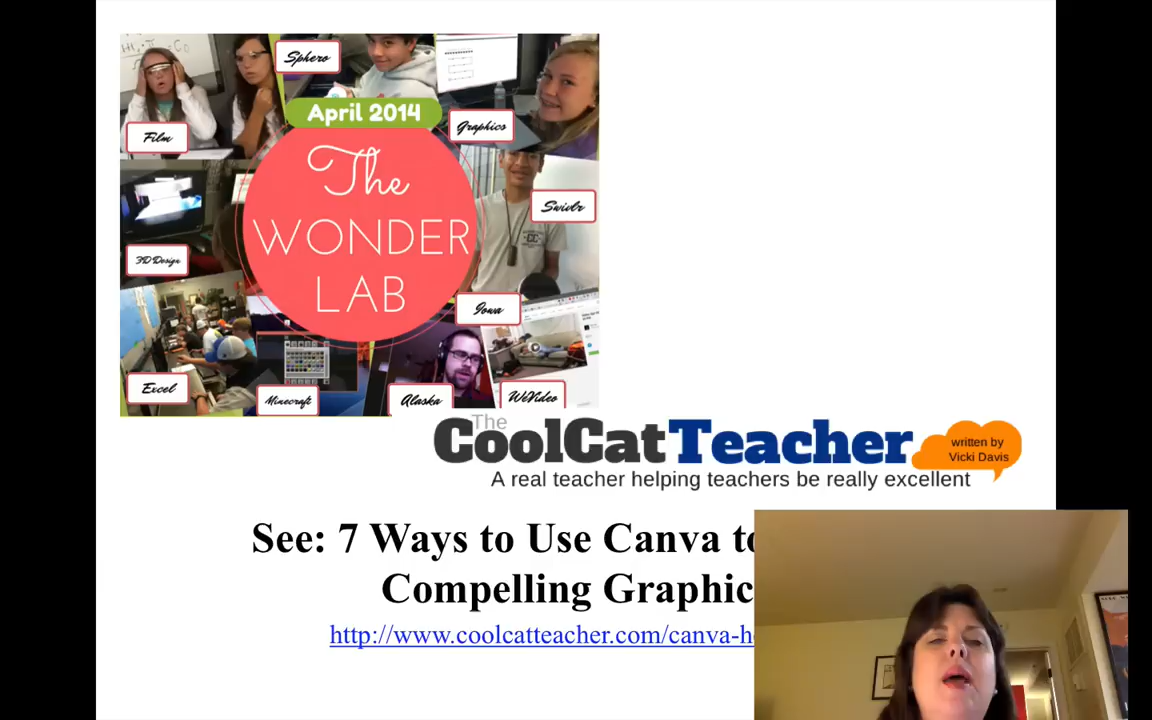 Sphero
April 2014
Film
Graphics
The
WONDER
LAB
Swivlr
3D Design
Iowa
Excel
Minecraft
Alaska
WeVideo
The
CoolCatTeacher
written by
Vicki Davis
A real teacher helping teachers be really excellent
See: 7 Ways to Use Canva to
Compelling Graphic
http://www.coolcatteacher.com/canva-h